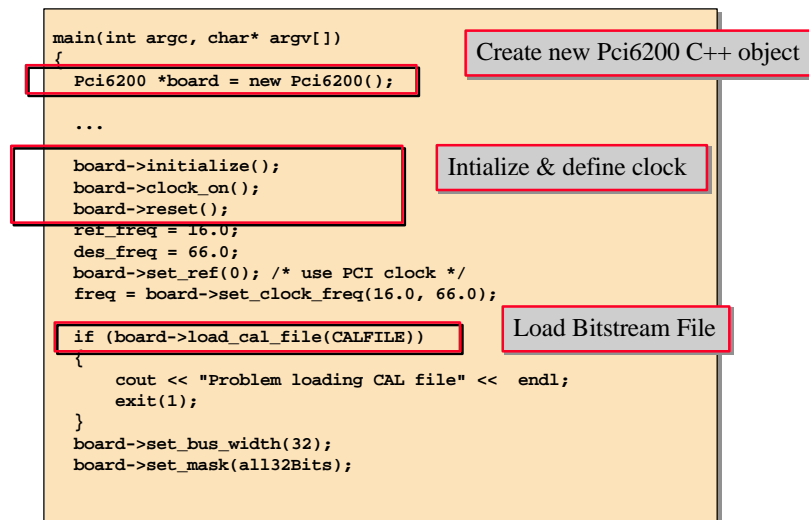 main(int argc, char* argv[])
{
Pci6200 *board = new Pci6200();
Create new Pci6200 C++ object
...
board->initialize();
board->clock_on();
board->reset();
Intialize & define clock
ref_freq = 16.0;
des_freq = 66.0;
board->set_ref(0); /* use PCI clock */
freq = board->set_clock_freq(16.0, 66.0);
if (board->load_cal_file(CALFILE))
Load Bitstream File
{
cout << "Problem loading CAL file" << endl;
exit(1);
}
board->set_bus_width(32);
board->set_mask(all32Bits);